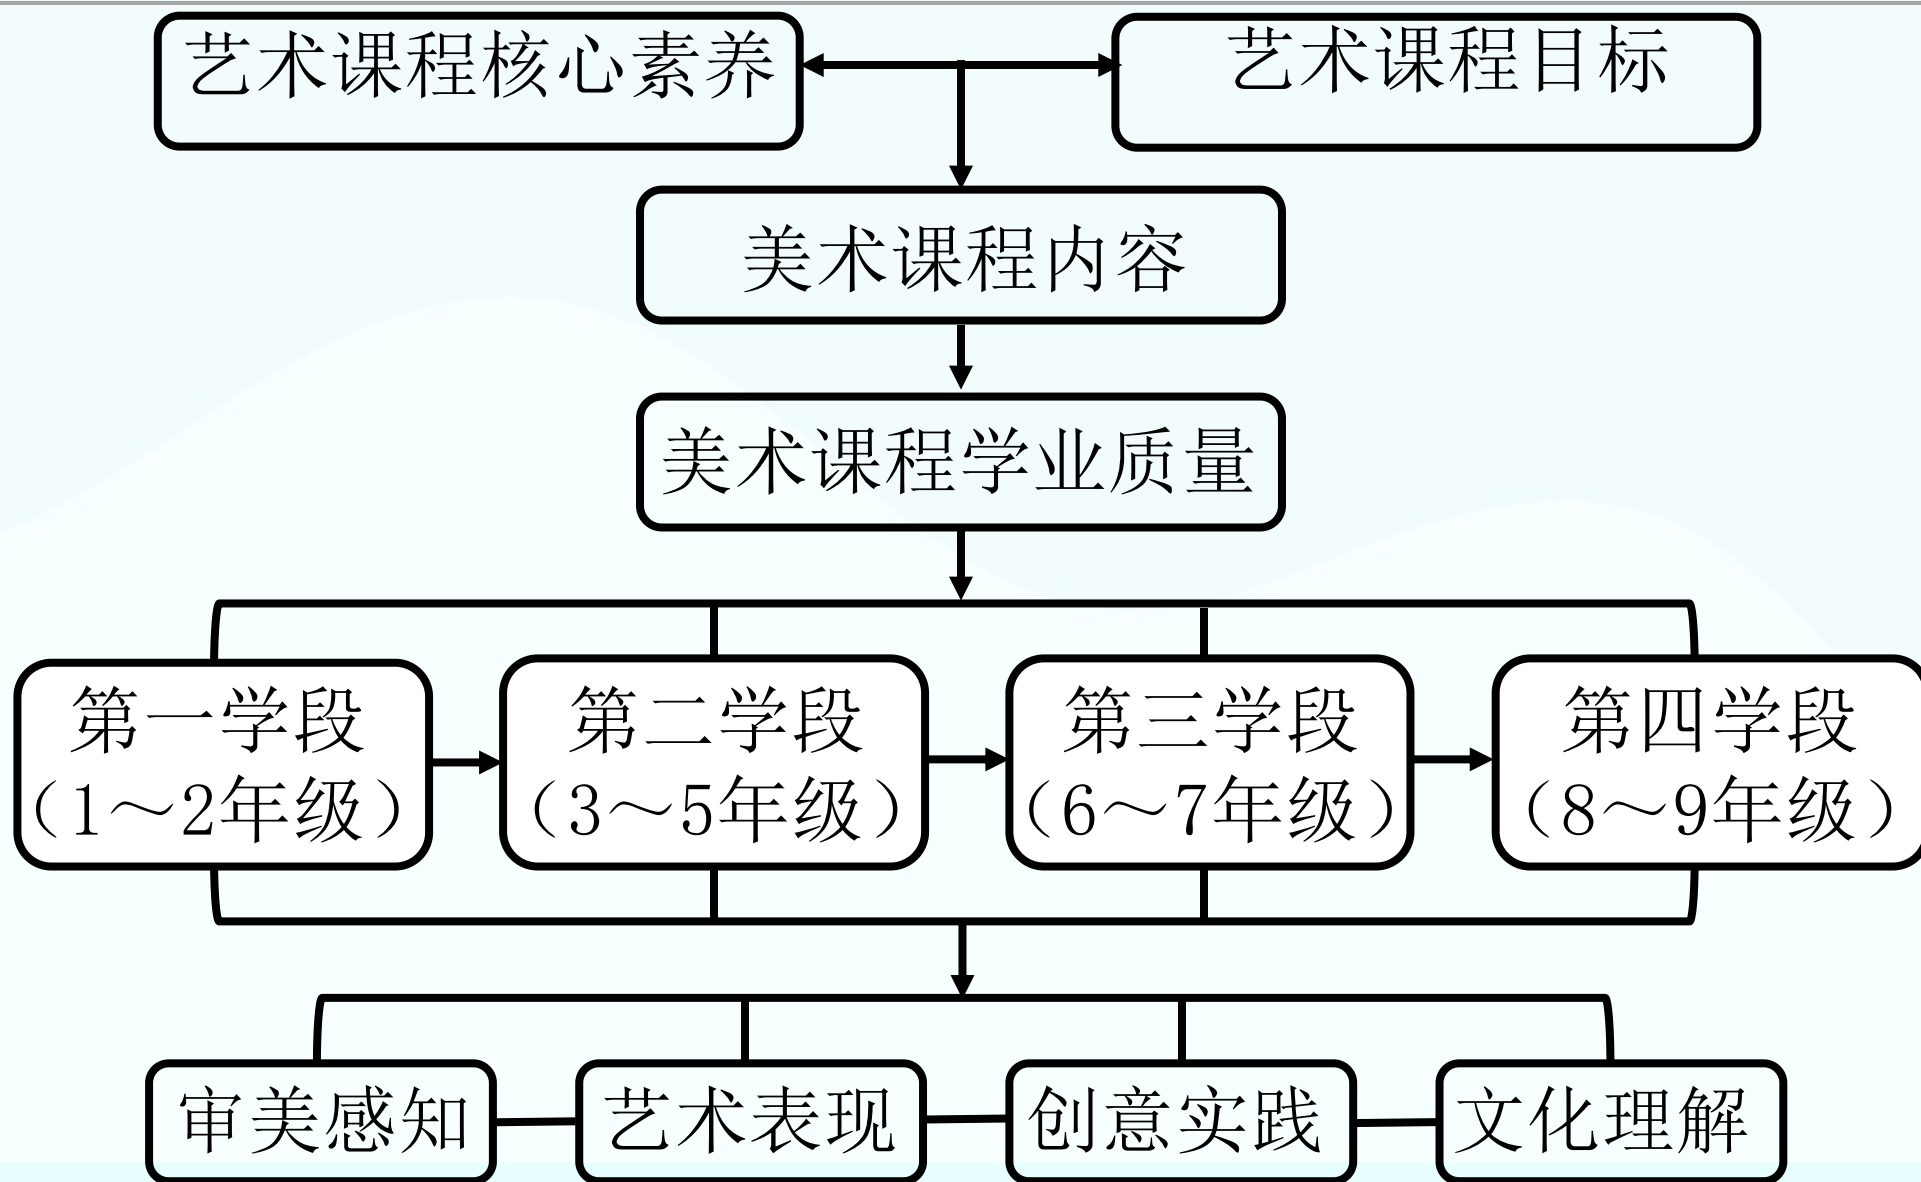 艺术课程核心素养
艺术课程目标
美术课程内容
美术课程学业质量
第一学段
（1～2年级）
第二学段
（3～5年级）
第三学段
（6～7年级）
第四学段
（8～9年级）
审美感知
艺术表现
创意实践
文化理解